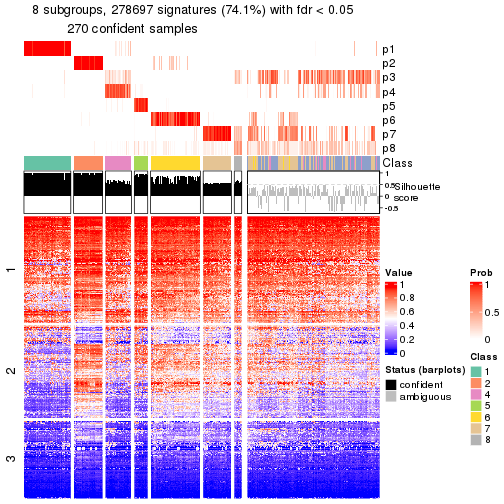 8 subgroups, 278697 signatures (74.1%) with fdr < 0.05
270 confident samples
p1
p2
p3
p4
p5
p6
p7
p8
Class
1
0.5
0
-0.5
Silhouette
score
1
2
3
Value
1
0.8
0.6
0.4
0.2
0
Status (barplots)
confident
ambiguous
Prob
1
0.5
0
Class
1
2
4
5
6
7
8